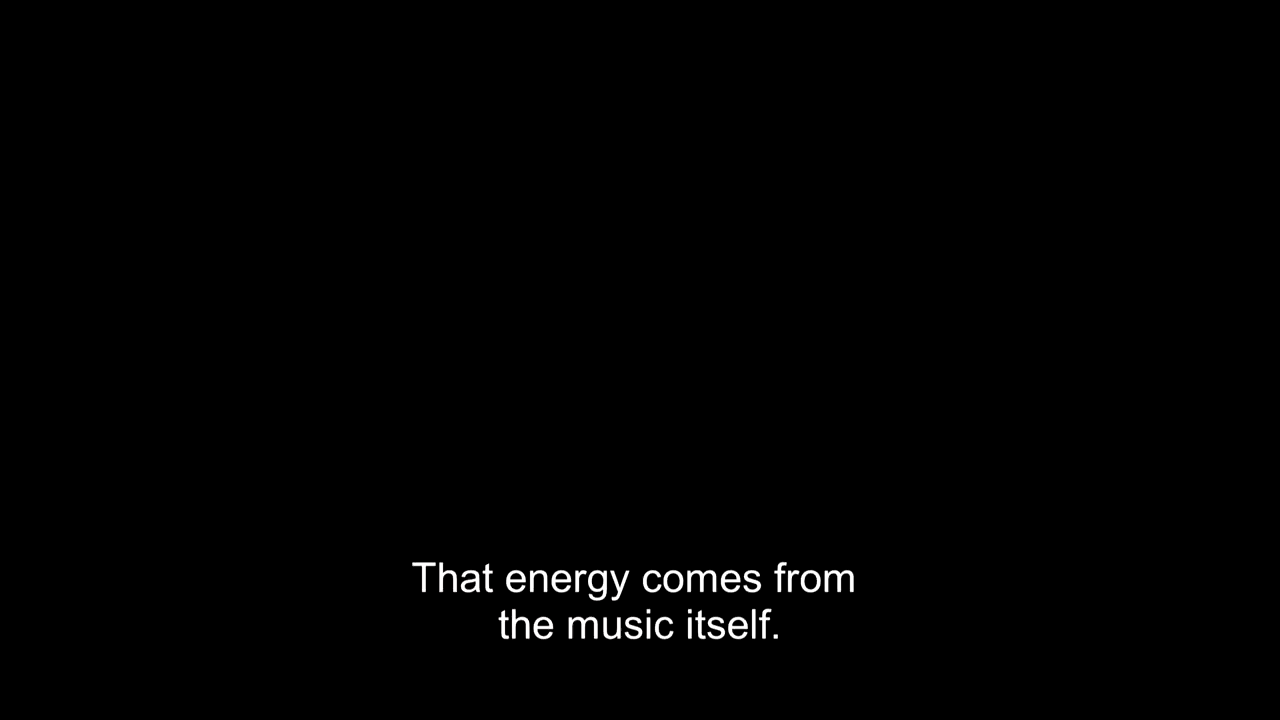 That energy comes from
the music itself.